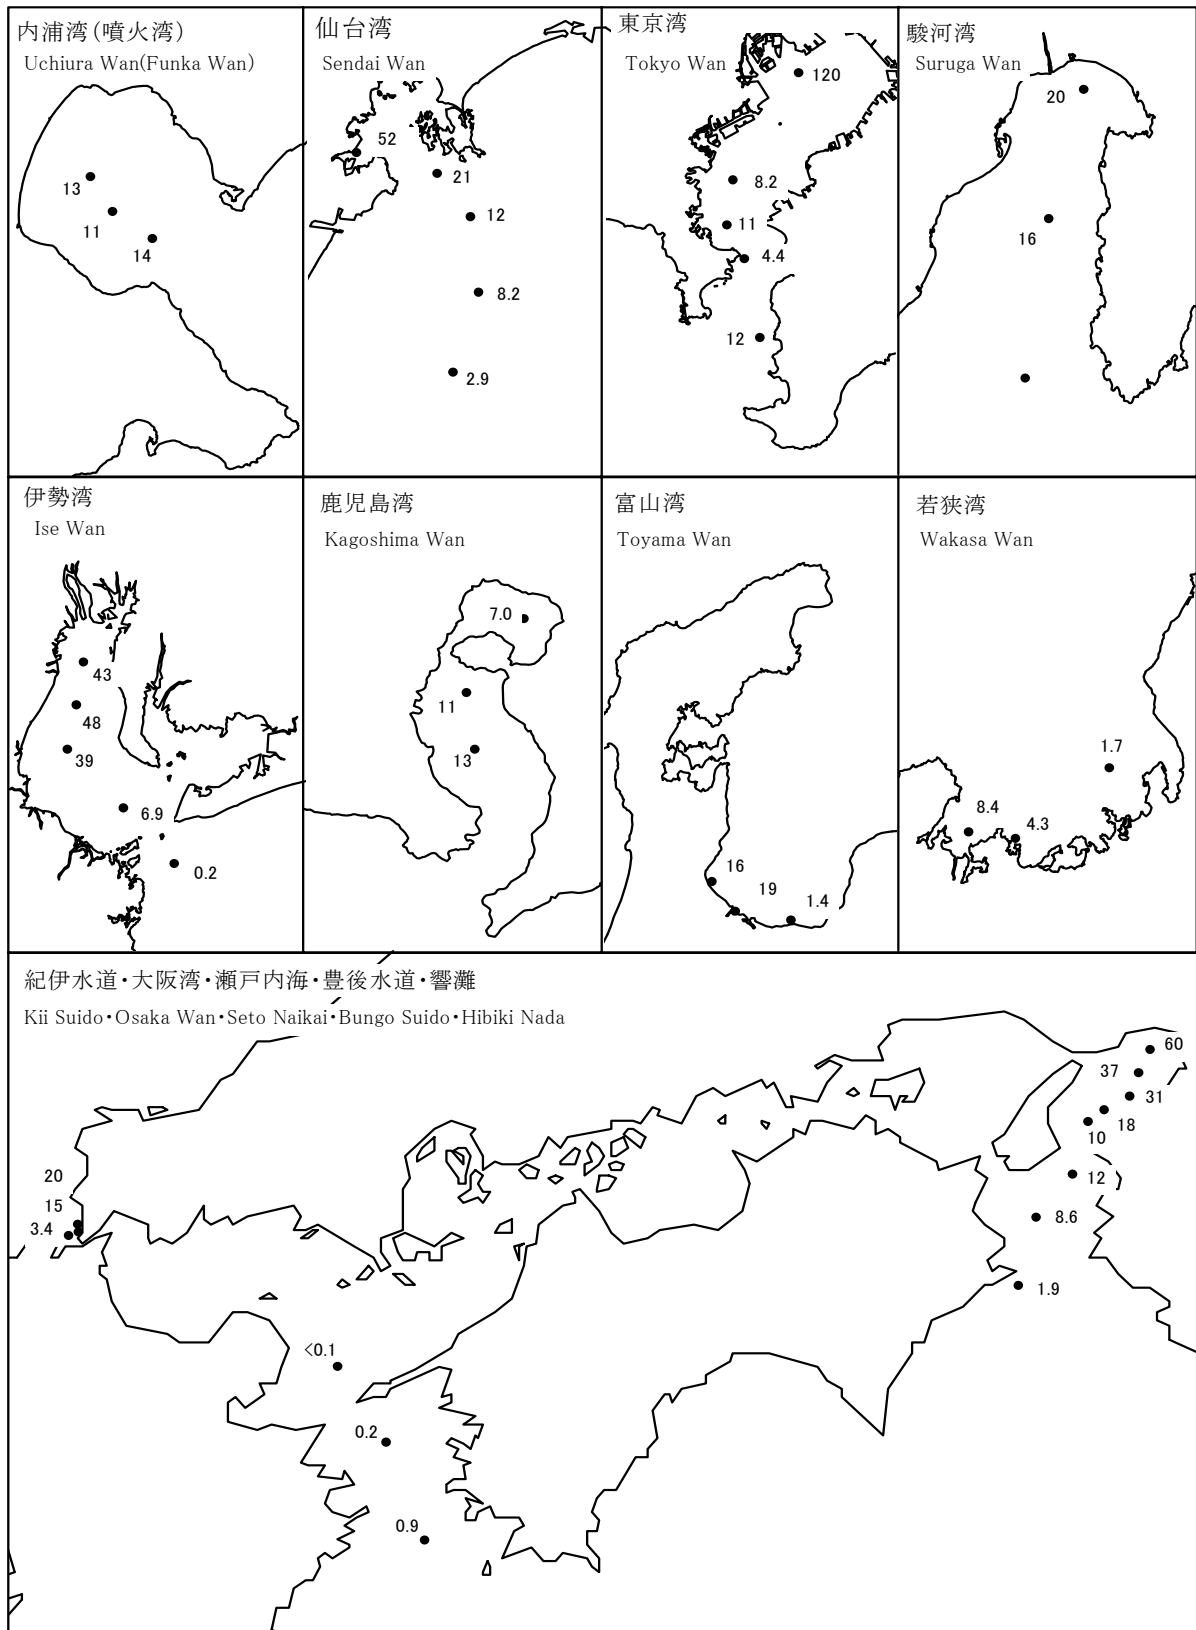 内浦湾(噴火湾)
Uchiura Wan(Funka Wan)
13
11
14
仙台湾
Sendai Wan
52
21
12
8.2
2.9
東京湾
Tokyo Wan
120
8.2
11
4.4
12
駿河湾
Suruga Wan
20
16
伊勢湾
Ise Wan
43
48
39
6.9
0.2
鹿児島湾
Kagoshima Wan
7.0
11
13
富山湾
Toyama Wan
16
19
1.4
若狭湾
Wakasa Wan
1.7
8.4
4.3
紀伊水道・大阪湾・瀬戸内海・豊後水道・響灘
Kii Suido・Osaka Wan・Seto Naikai・Bungo Suido・Hibiki Nada
60
37
31
18
10
12
8.6
1.9
20
15
3.4
<0.1
0.2
0.9